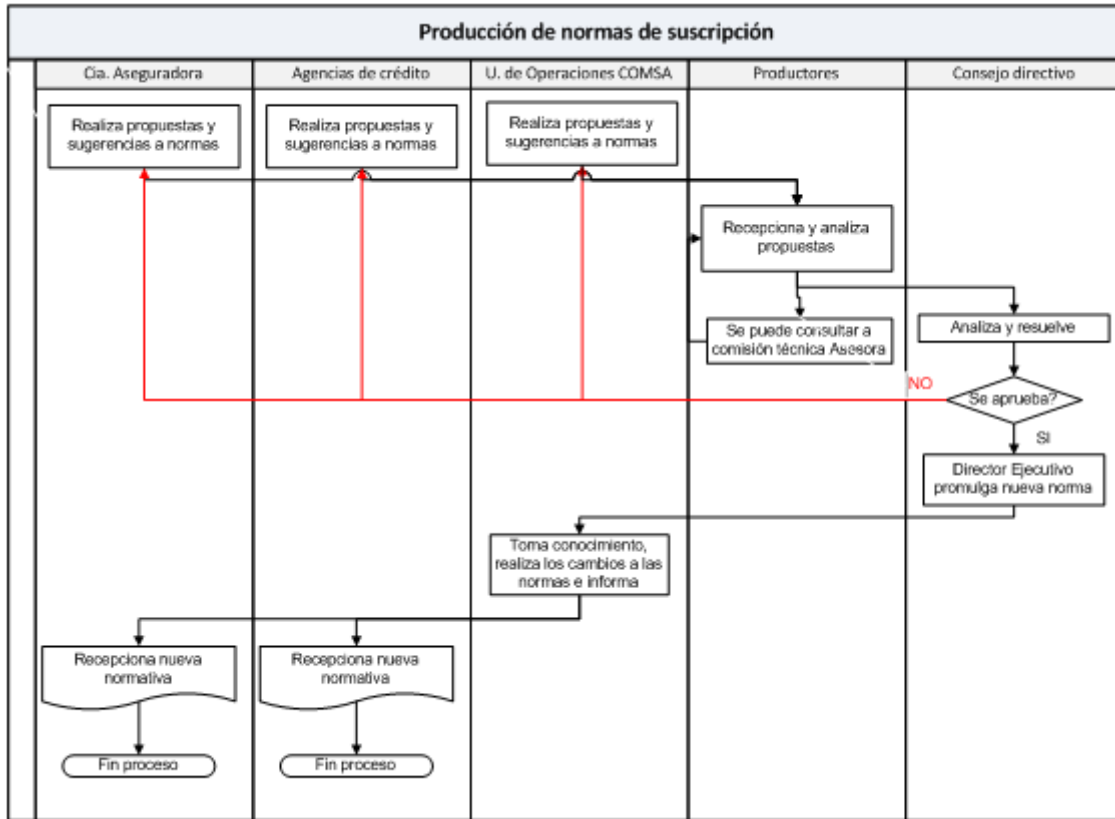 Producción de normas de suscripción
Cia. Aseguradora
Agencias de crédito
U. de Operaciones COMSA
Productores
Consejo directivo
Realiza propuestas y
sugerencias a normas
Realiza propuestas y
sugerencias a normas
Realiza propuestas y
sugerencias a normas
Recepciona y analiza
propuestas
Se puede consultar a
comisión técnica Asesora
Analiza y resuelve
NO
Se aprueba?
SI
Director Ejecutivo
promulga nueva norma
Toma conocimiento,
realiza los cambios a las
normas e informa
Recepciona nueva
normativa
Recepciona nueva
normativa
Fin proceso
Fin proceso